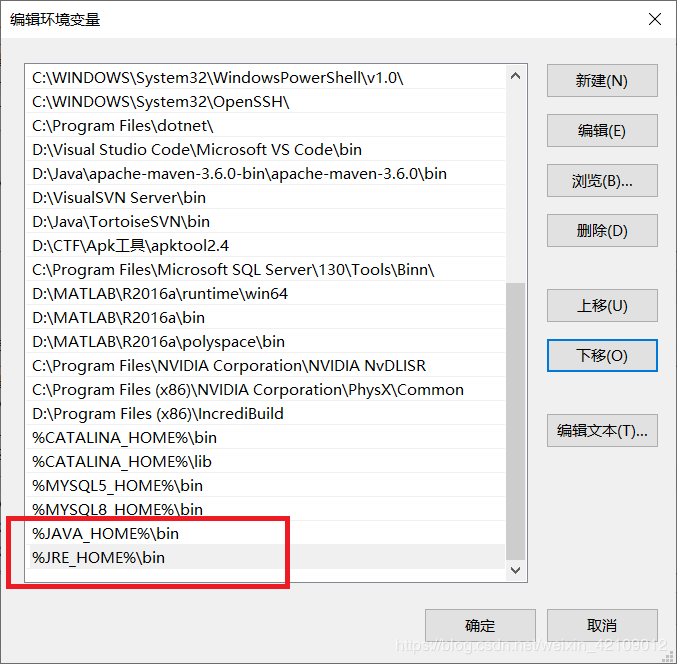 编辑环境变量
C:\WINDOWS\System32\WindowsPowerShell\v1.0\
C:\WINDOWS\System32\OpenSSH\
C:\Program Files\dotnet\
D:\Visual Studio Code\Microsoft VS Code\bin
D:\Java\apache-maven-3.6.0-bin\apache-maven-3.6.0\bin
D:\VisualSVN Server\bin
D:\Java\TortoiseSVN\bin
D:\CTF\Apk工具\apktool2.4
C:\Program Files\Microsoft SQL Server\130\Tools\Binn\
D:\MATLAB\R2016a\runtime\win64
D:\MATLAB\R2016a\bin
D:\MATLAB\R2016a\polyspace\bin
C:\Program Files\NVIDIA Corporation\NVIDIA NvDLISR
C:\Program Files (x86)\NVIDIA Corporation\PhysX\Common
D:\Program Files (x86)\IncrediBuild
%CATALINA_HOME%\bin
%CATALINA_HOME%\lib
%MYSQL5_HOME%\bin
%MYSQL8_HOME%\bin
%JAVA_HOME%\bin
%JRE_HOME%\bin
新建(N)
编辑(E)
浏览(B)...
删除(D)
上移(U)
下移(O)
编辑文本(T)...
确定
取消
https://blog.csdn.net/weixin_42109012